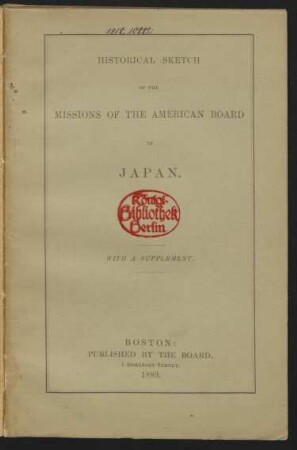 HISTORICAL SKETCH
OF THE
MISSIONS OF THE AMERICAN BOARD
IN
JAPAN.
Königl.
Bibliothek
Berlin
WITH A SUPPLEMENT.
BOSTON:
PUBLISHED BY THE BOARD,
1 SOMERSET STREET.
1883.